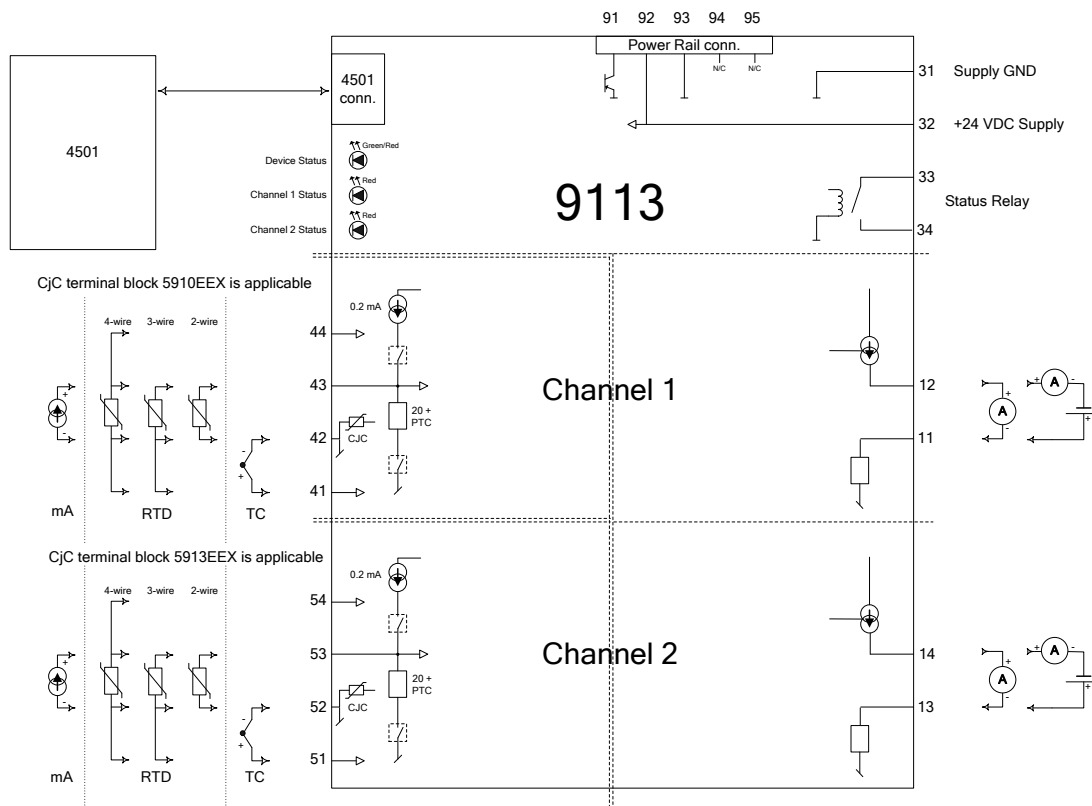 91 92 93 94 95
Power Rail conn.
N/C N/C
4501
4501
conn.
31 Supply GND
32 +24 VDC Supply
33
Status Relay
34
Green/Red
Device Status
Red
Channel 1 Status
Red
Channel 2 Status
9113
CjC terminal block 5910EEX is applicable
4-wire 3-wire 2-wire
0.2 mA
44
43
Channel 1
12
+
-
20 +
PTC
CJC
42
-
+
41
11
+
A
-
+
A
-
+
mA RTD TC
CjC terminal block 5913EEX is applicable
4-wire 3-wire 2-wire
0.2 mA
54
53
Channel 2
14
+
-
20 +
PTC
CJC
52
-
+
51
13
+
A
-
+
A
-
+
mA RTD TC